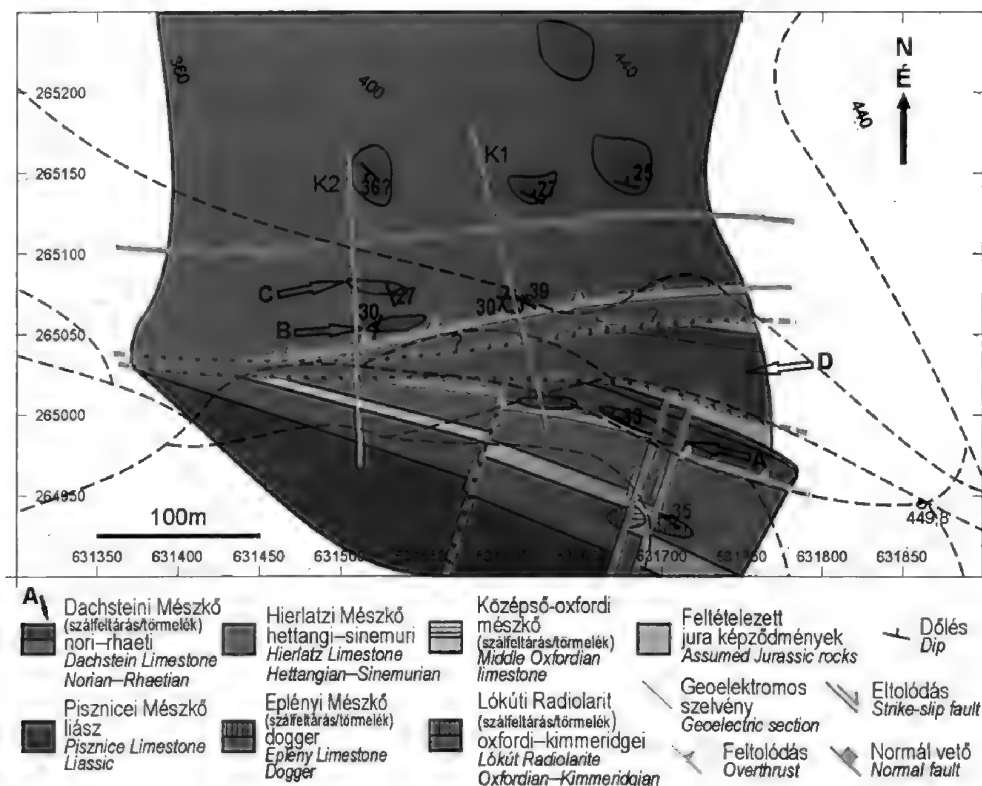 360
400
440
440
N
É
265200
265150
265100
265050
265000
264950
K2
K1
36?
27
25
C
27
30
B
30
39
?
?
D
33
A
35
449,8
100m
631350
631400
631450
631500
631700
631800
631850
A
Dachsteini Mészkő
(szálfeltárás/törmelék)
nori–rhaeti
Dachstein Limestone
Norian–Rhaetian
Pisznicei Mészkő
liász
Pisznice Limestone
Liassic
Hierlatzi Mészkő
hettangi–sinemuri
Hierlatz Limestone
Hettangian–Sinemurian
Eplényi Mészkő
(szálfeltárás/törmelék)
dogger
Eplény Limestone
Dogger
Középső-oxfordi
mészkő
(szálfeltárás/törmelék)
Middle Oxfordian
limestone
Lókúti Radiolarit
(szálfeltárás/törmelék)
oxfordi–kimmeridgei
Lókút Radiolarite
Oxfordian–Kimmeridgian
Feltételezett
jura képződmények
Assumed Jurassic rocks
Geoelektromos
szelvény
Geoelectric section
Feltolódás
Overthrust
Dőlés
Dip
Eltolódás
Strike-slip fault
Normál vető
Normal fault